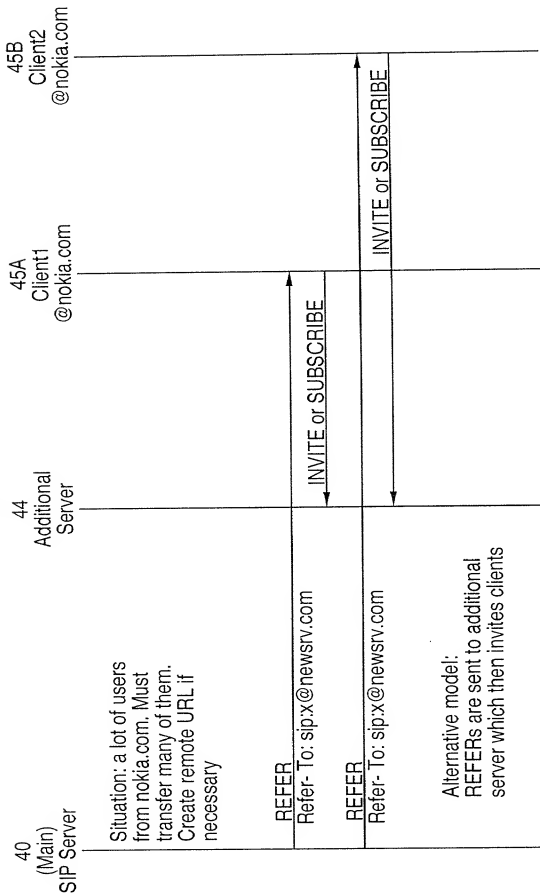 40
(Main)
SIP Server
44
Additional
Server
45A
Client1
@nokia.com
45B
Client2
@nokia.com
Situation: a lot of users
from nokia.com. Must
transfer many of them.
Create remote URL if
necessary
REFER
Refer- To: sip:x@newsrv.com
INVITE or SUBSCRIBE
REFER
Refer- To: sip:x@newsrv.com
INVITE or SUBSCRIBE
Alternative model:
REFERs are sent to additional
server which then invites clients